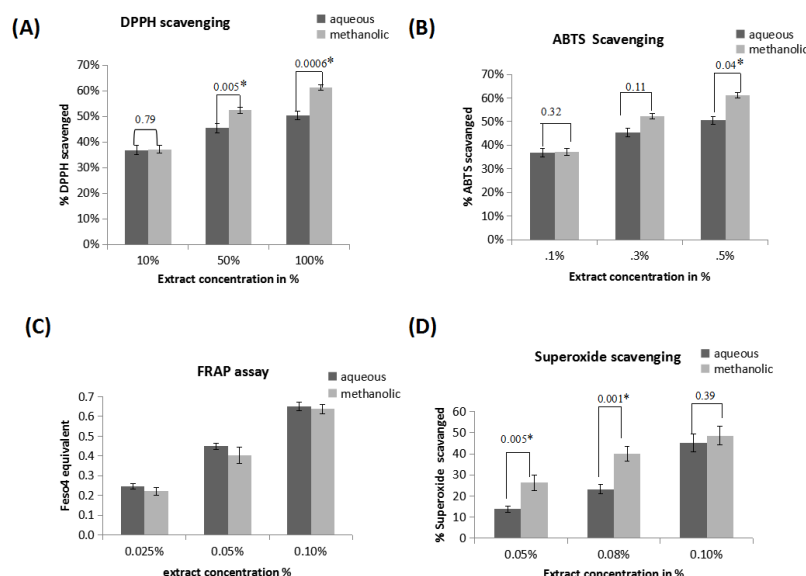 (A)
DPPH scavenging
aqueous
methanolic
% DPPH scavenged
70%
60%
50%
40%
30%
20%
10%
0%
0.79
0.005*
0.0006*
10%
50%
100%
Extract concentration in %
(B)
ABTS Scavenging
aqueous
methanolic
% ABTS scavanged
70%
60%
50%
40%
30%
20%
10%
0%
0.32
0.11
0.04*
.1%
.3%
.5%
Extract concentration in %
(C)
FRAP assay
aqueous
methanolic
Feso4 equivalent
0.7
0.6
0.5
0.4
0.3
0.2
0.1
0.0
0.025%
0.05%
0.10%
extract concentration %
(D)
Superoxide scavenging
aqueous
methanolic
% Superoxide scavanged
60
50
40
30
20
10
0
0.005*
0.001*
0.39
0.05%
0.08%
0.10%
Extract concentration in %